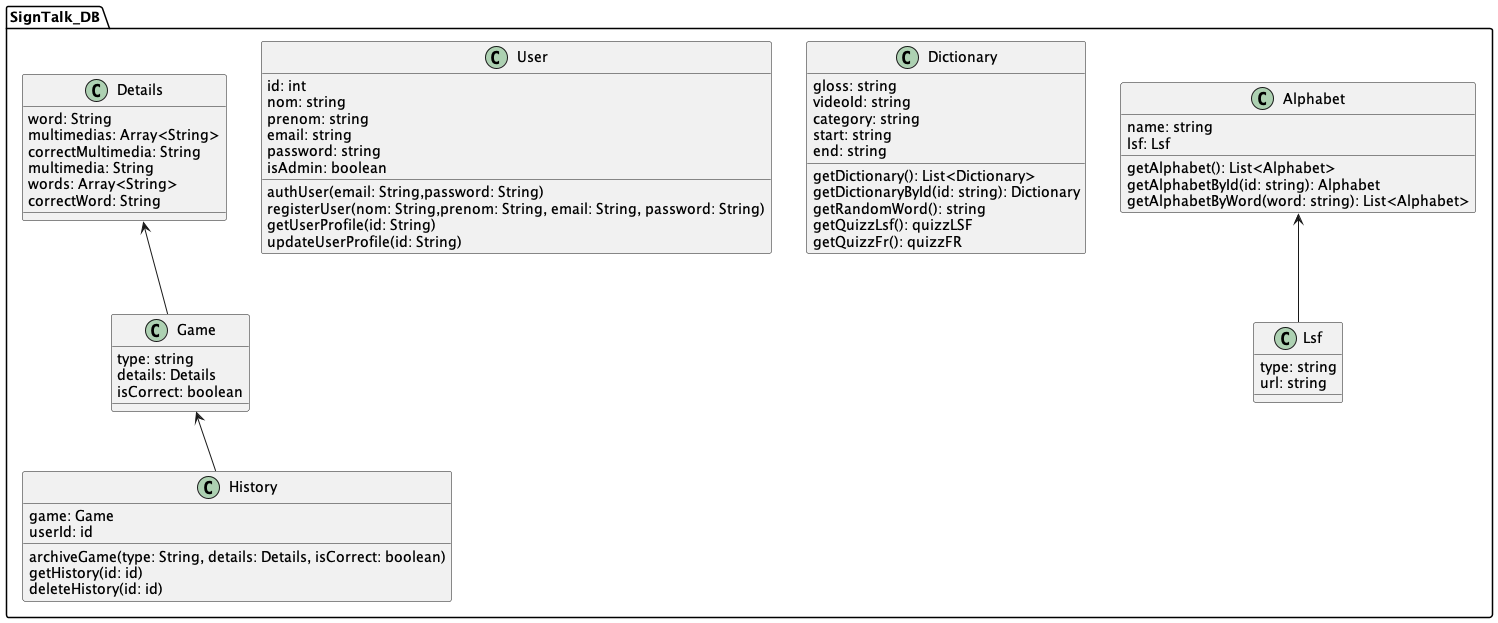 SignTalk_DB
C Details
word: String
multimedias: Array<String>
correctMultimedia: String
multimedia: String
words: Array<String>
correctWord: String
C User
id: int
nom: string
prenom: string
email: string
password: string
isAdmin: boolean
authUser(email: String,password: String)
registerUser(nom: String,prenom: String, email: String, password: String)
getUserProfile(id: String)
updateUserProfile(id: String)
C Dictionary
gloss: string
videoId: string
category: string
start: string
end: string
getDictionary(): List<Dictionary>
getDictionaryById(id: string): Dictionary
getRandomWord(): string
getQuizzLsf(): quizzLSF
getQuizzFr(): quizzFR
C Alphabet
name: string
lsf: Lsf
getAlphabet(): List<Alphabet>
getAlphabetById(id: string): Alphabet
getAlphabetByWord(word: string): List<Alphabet>
C Game
type: string
details: Details
isCorrect: boolean
C Lsf
type: string
url: string
C History
game: Game
userId: id
archiveGame(type: String, details: Details, isCorrect: boolean)
getHistory(id: id)
deleteHistory(id: id)